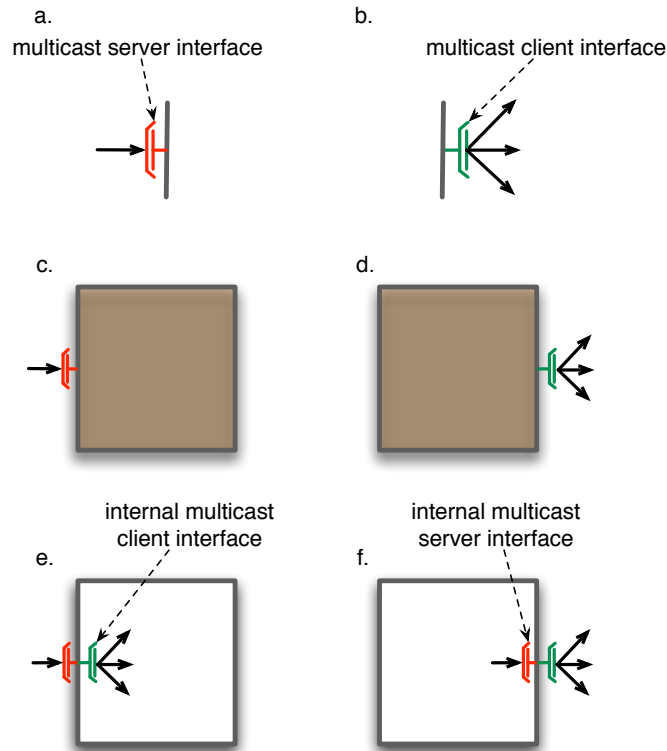 a.
multicast server interface
b.
multicast client interface
c.
d.
internal multicast
client interface
internal multicast
server interface
e.
f.